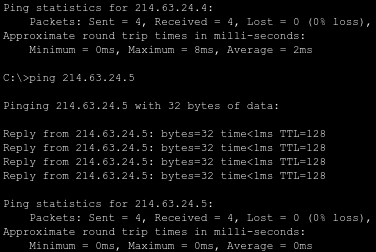 Ping statistics for 214.63.24.4:
    Packets: Sent = 4, Received = 4, Lost = 0 (0% loss),
Approximate round trip times in milli-seconds:
    Minimum = 0ms, Maximum = 8ms, Average = 2ms
C:\>ping 214.63.24.5
Pinging 214.63.24.5 with 32 bytes of data:
Reply from 214.63.24.5: bytes=32 time<1ms TTL=128
Reply from 214.63.24.5: bytes=32 time<1ms TTL=128
Reply from 214.63.24.5: bytes=32 time<1ms TTL=128
Reply from 214.63.24.5: bytes=32 time<1ms TTL=128
Ping statistics for 214.63.24.5:
    Packets: Sent = 4, Received = 4, Lost = 0 (0% loss),
Approximate round trip times in milli-seconds:
    Minimum = 0ms, Maximum = 0ms, Average = 0ms